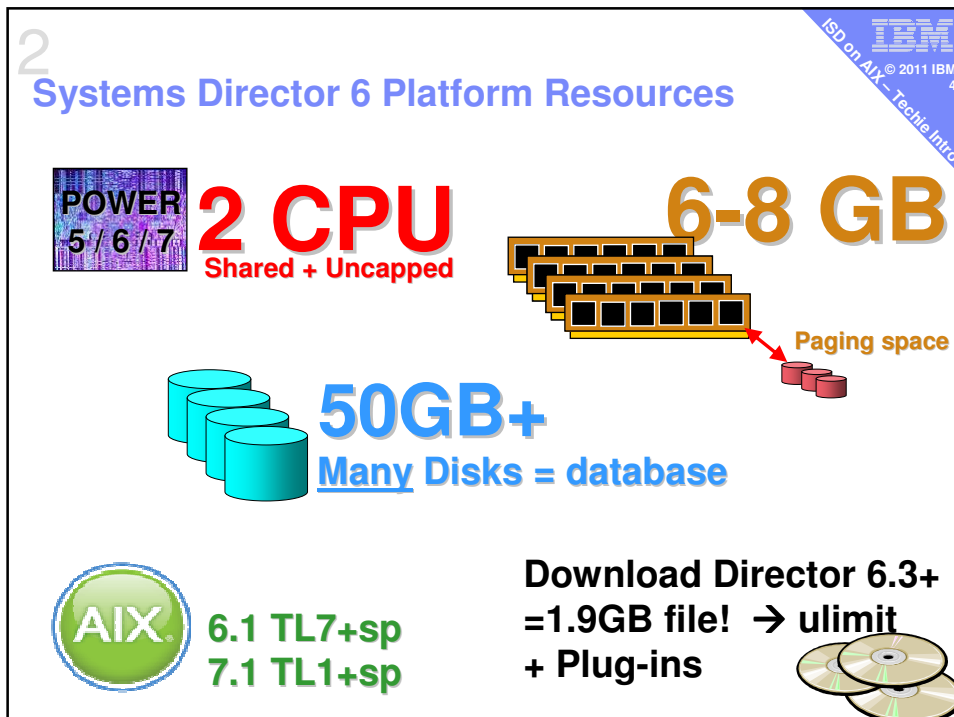 2
Systems Director 6 Platform Resources
ISD on AIX – Techie Intro
IBM
© 2011 IBM
POWER
5 / 6 / 7
2 CPU
Shared + Uncapped
6-8 GB
Paging space
50GB+
Many Disks = database
AIX
6.1 TL7+sp
7.1 TL1+sp
Download Director 6.3+
=1.9GB file! → ulimit
+ Plug-ins